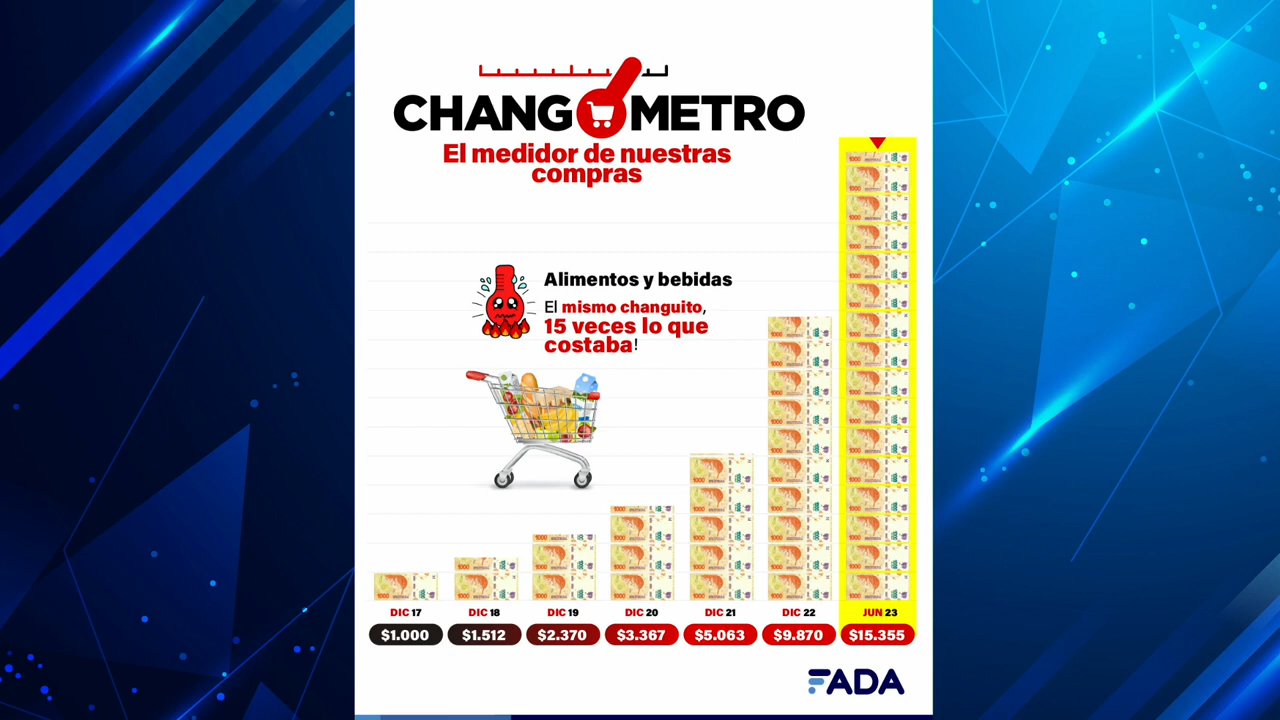 CHANGOMETRO
El medidor de nuestras
compras
Alimentos y bebidas
El mismo changuito,
15 veces lo que
costaba!
DIC 17
DIC 18
DIC 19
DIC 20
DIC 21
DIC 22
JUN 23
$1.000
$1.512
$2.370
$3.367
$5.063
$9.870
$15.355
FADA